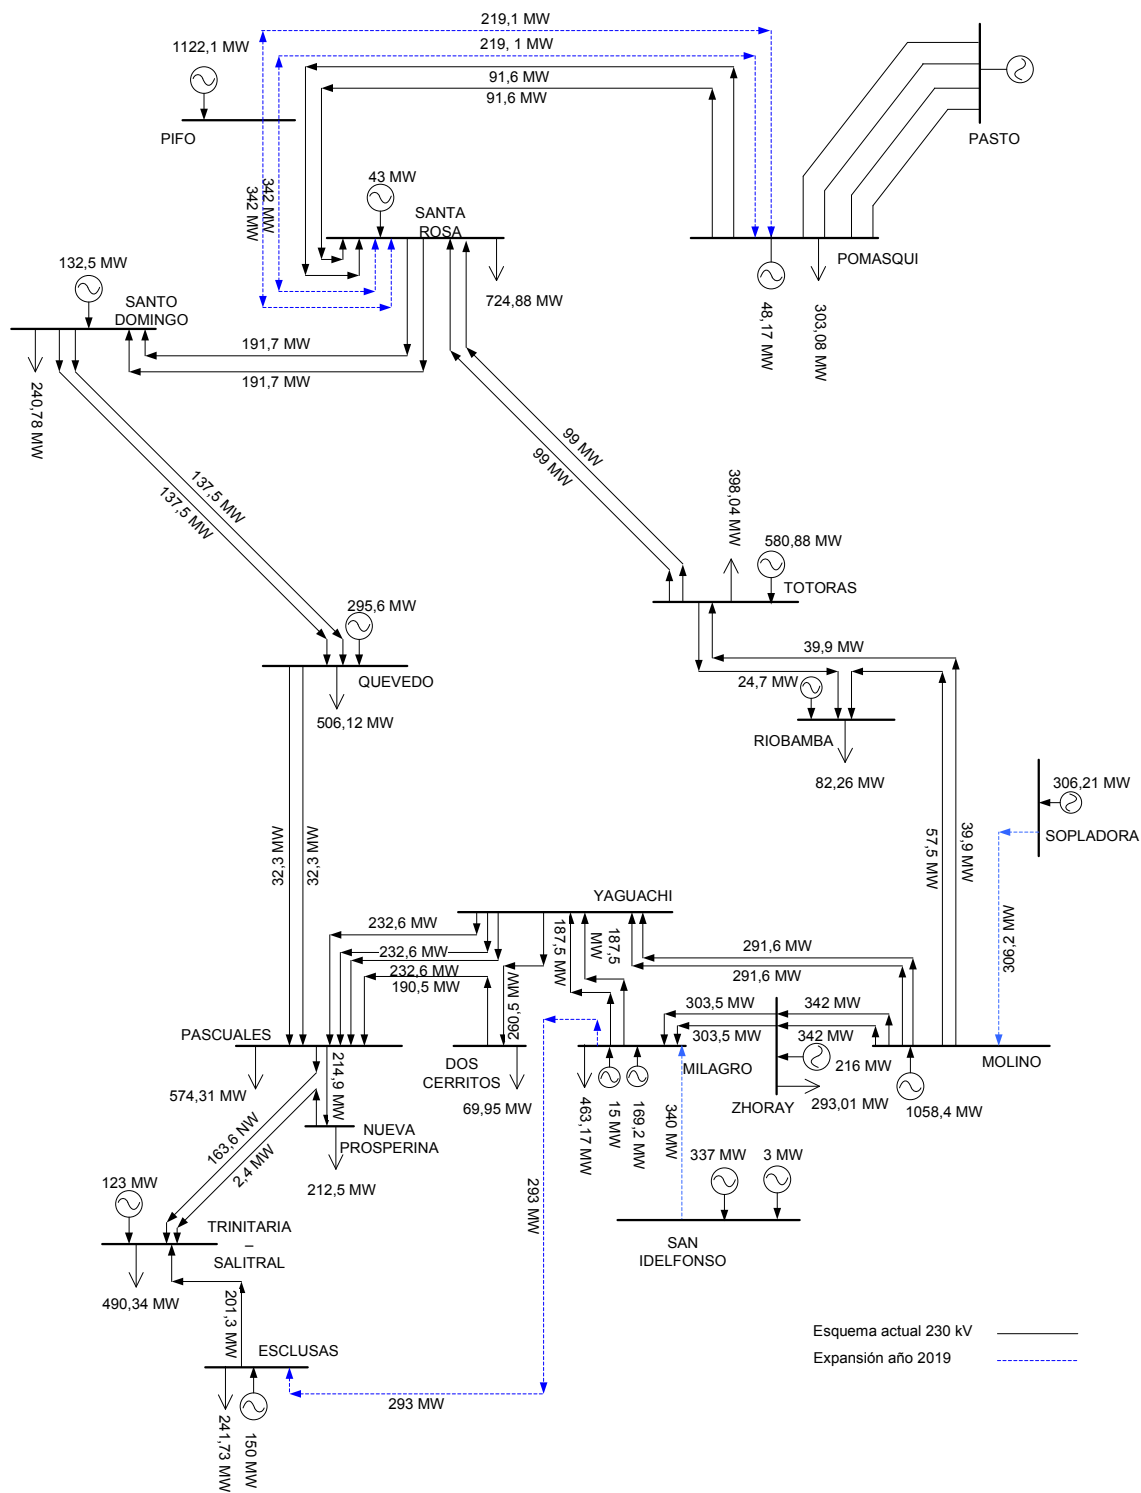 219,1 MW
219, 1 MW
1122,1 MW
91,6 MW
91,6 MW
PIFO
PASTO
342 MW
342 MW
43 MW
SANTA
ROSA
POMASQUI
724,88 MW
48,17 MW
303,08 MW
132,5 MW
SANTO
DOMINGO
191,7 MW
191,7 MW
240,78 MW
137,5 MW
137,5 MW
99 MW
99 MW
398,04 MW
580,88 MW
TOTORAS
295,6 MW
QUEVEDO
506,12 MW
39,9 MW
24,7 MW
RIOBAMBA
82,26 MW
306,21 MW
SOPLADORA
32,3 MW
32,3 MW
57,5 MW
39,9 MW
306,2 MW
YAGUACHI
232,6 MW
232,6 MW
232,6 MW
190,5 MW
260,5 MW
187,5 MW
187,5
MW
291,6 MW
291,6 MW
303,5 MW
303,5 MW
342 MW
342 MW
PASCUALES
574,31 MW
214,9 MW
DOS
CERRITOS
69,95 MW
MILAGRO
463,17 MW
15 MW
169,2 MW
340 MW
216 MW
ZHORAY
293,01 MW
MOLINO
1058,4 MW
NUEVA
PROSPERINA
212,5 MW
163,6 NW
2,4 MW
337 MW
3 MW
SAN
IDELFONSO
293 MW
123 MW
TRINITARIA
–
SALITRAL
490,34 MW
201,3 MW
ESCLUSAS
241,73 MW
150 MW
293 MW
Esquema actual 230 kV
Expansión año 2019